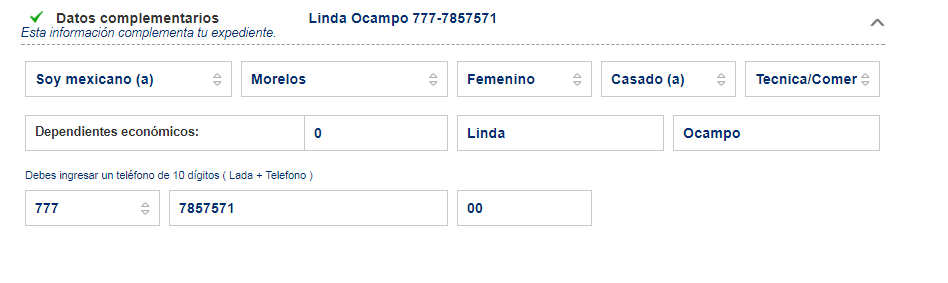 Datos complementarios Linda Ocampo 777-7857571
Esta información complementa tu expediente.
Soy mexicano (a) Morelos Femenino Casado (a) Tecnica/Comer
Dependientes económicos: 0 Linda Ocampo
Debes ingresar un teléfono de 10 dígitos ( Lada + Telefono )
777 7857571 00